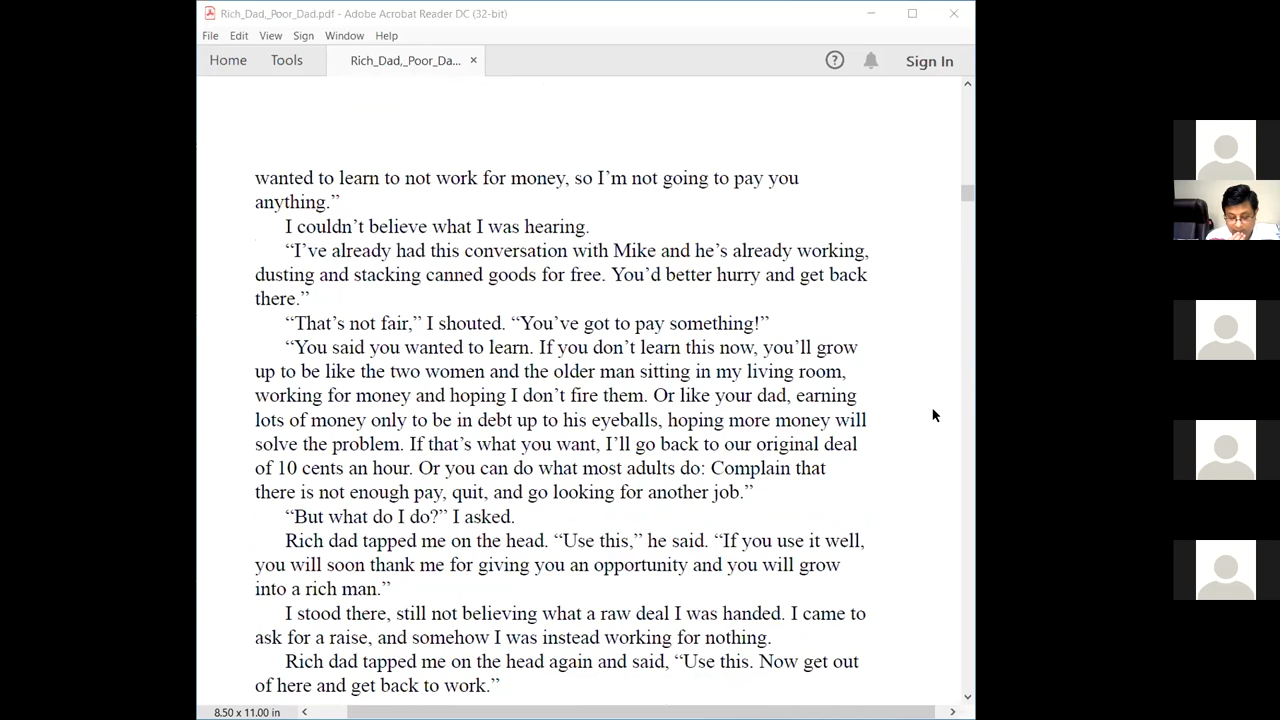 Rich_Dad,_Poor_Dad.pdf - Adobe Acrobat Reader DC (32-bit)
File Edit View Sign Window Help
Home Tools Rich_Dad,_Poor_Da... × Sign In
wanted to learn to not work for money, so I’m not going to pay you
anything.”
I couldn’t believe what I was hearing.
“I’ve already had this conversation with Mike and he’s already working,
dusting and stacking canned goods for free. You’d better hurry and get back
there.”
“That’s not fair,” I shouted. “You’ve got to pay something!”
“You said you wanted to learn. If you don’t learn this now, you’ll grow
up to be like the two women and the older man sitting in my living room,
working for money and hoping I don’t fire them. Or like your dad, earning
lots of money only to be in debt up to his eyeballs, hoping more money will
solve the problem. If that’s what you want, I’ll go back to our original deal
of 10 cents an hour. Or you can do what most adults do: Complain that
there is not enough pay, quit, and go looking for another job.”
“But what do I do?” I asked.
Rich dad tapped me on the head. “Use this,” he said. “If you use it well,
you will soon thank me for giving you an opportunity and you will grow
into a rich man.”
I stood there, still not believing what a raw deal I was handed. I came to
ask for a raise, and somehow I was instead working for nothing.
Rich dad tapped me on the head again and said, “Use this. Now get out
of here and get back to work.”
8.50 x 11.00 in